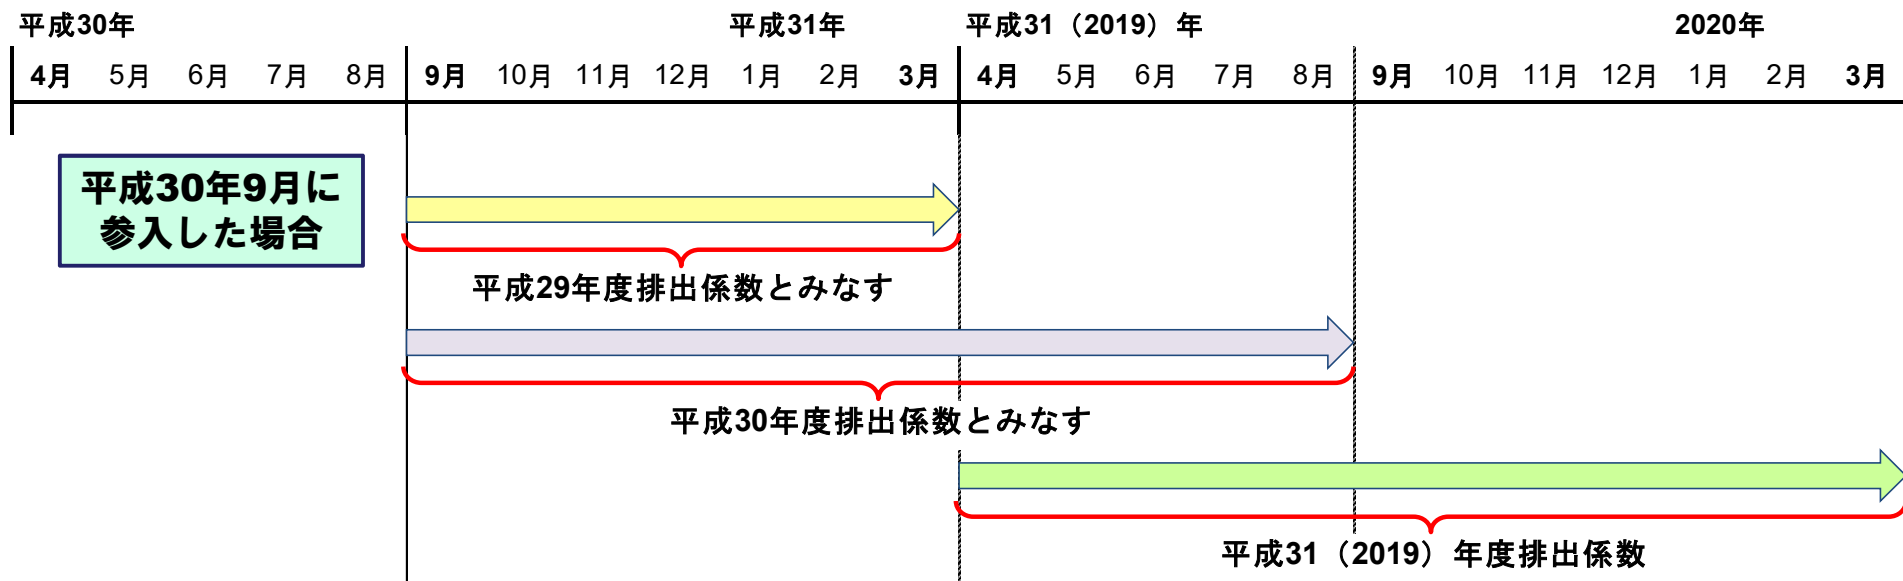 平成30年 平成31年 平成31（2019）年 2020年
4月 5月 6月 7月 8月 9月 10月 11月 12月 1月 2月 3月 4月 5月 6月 7月 8月 9月 10月 11月 12月 1月 2月 3月
平成30年9月に
参入した場合
平成29年度排出係数とみなす
平成30年度排出係数とみなす
平成31（2019）年度排出係数